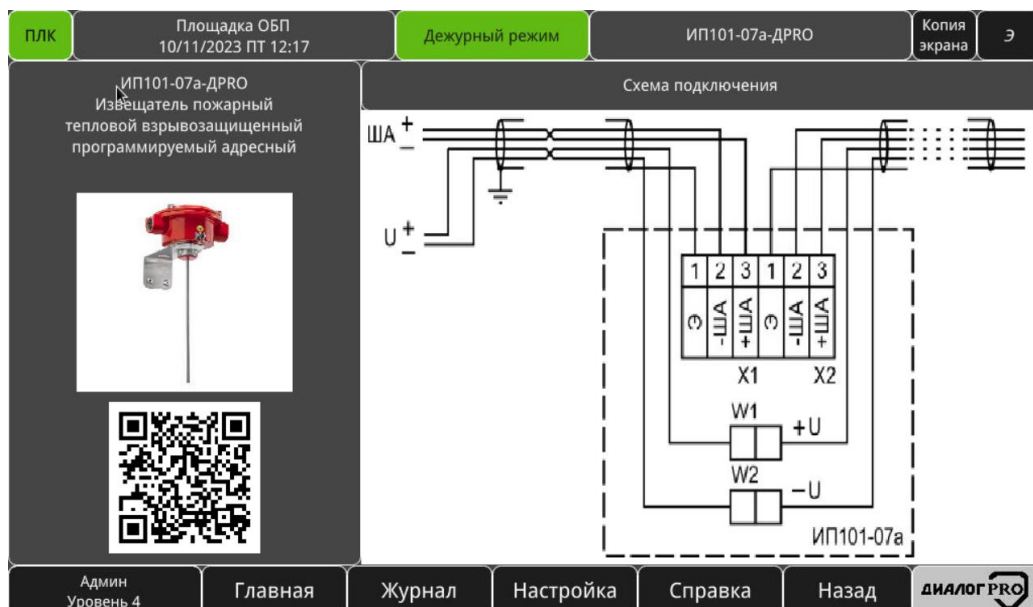 ПЛК
Площадка ОБП
10/11/2023 ПТ 12:17
Дежурный режим
ИП101-07а-ДPRO
Копия
экрана
Э
ИП101-07а-ДPRO
Извещатель пожарный
тепловой взрывозащищенный
программируемый адресный
Схема подключения
ША + −
U + −
1 2 3 1 2 3
Э -ША +ША Э -ША +ША
X1 X2
W1
+U
W2
−U
ИП101-07а
Админ
Уровень 4
Главная
Журнал
Настройка
Справка
Назад
ДИАЛОГ PRO